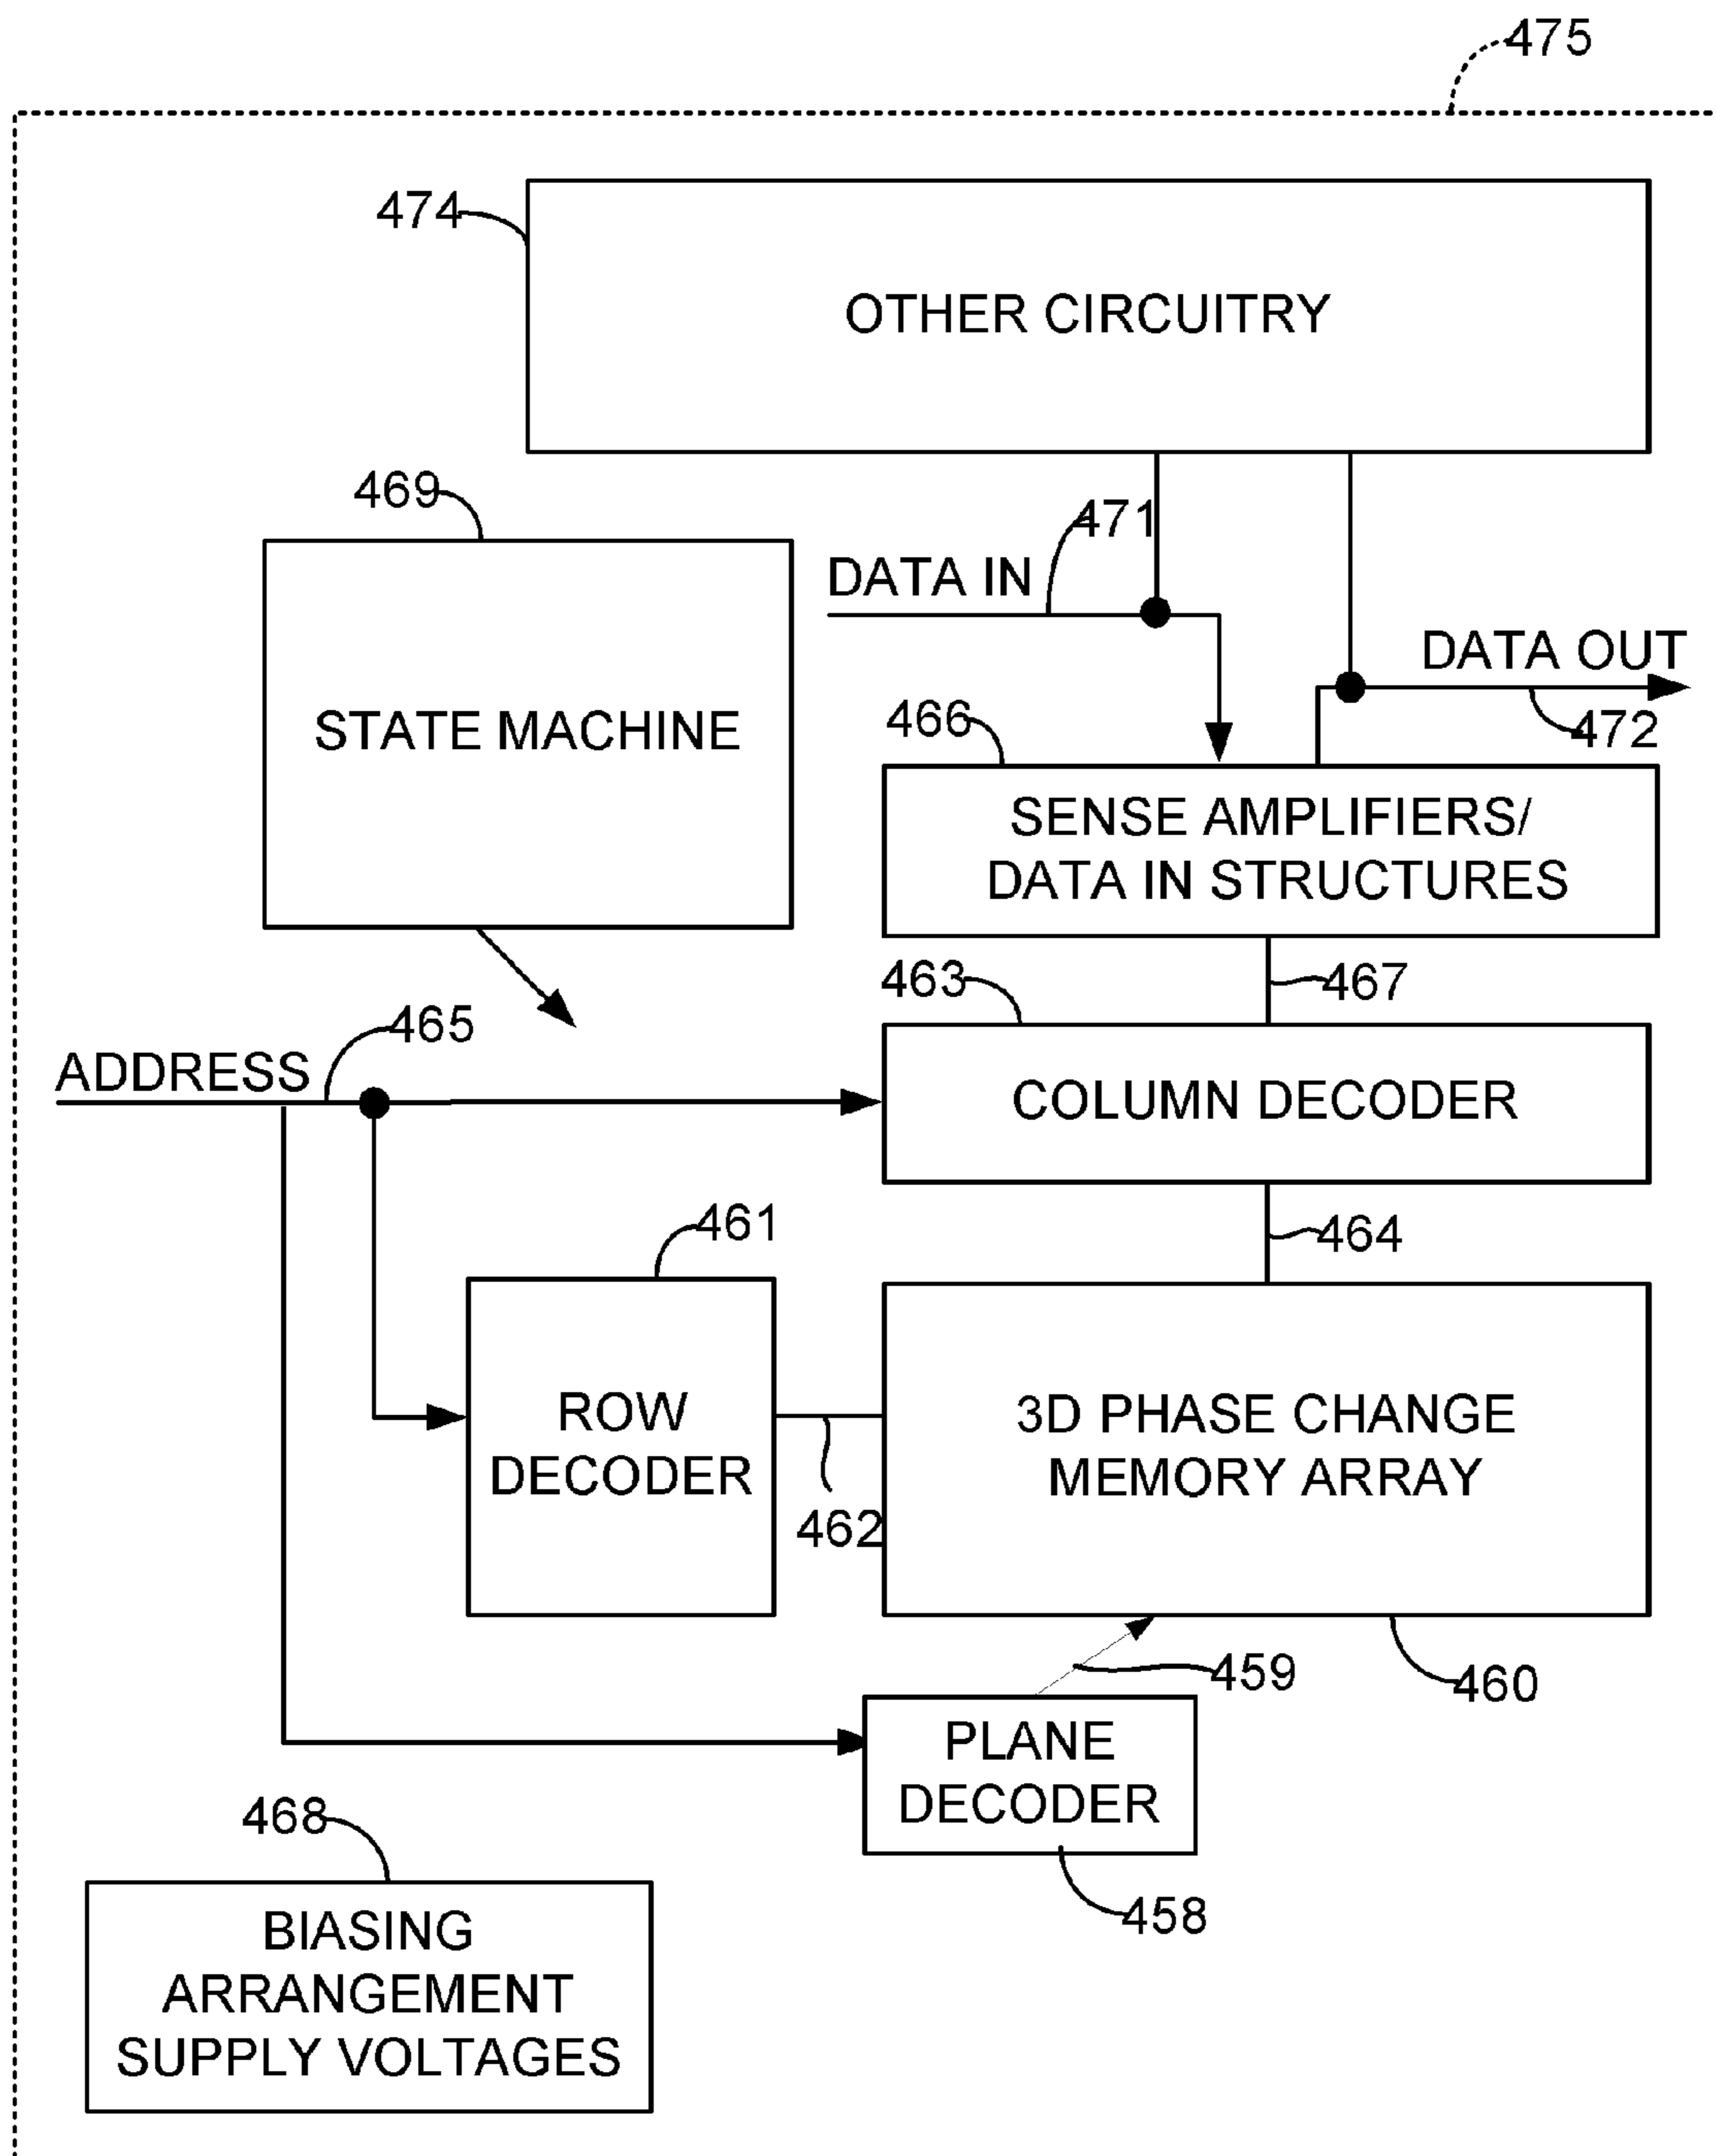 475
474
OTHER CIRCUITRY
469
471
DATA IN
DATA OUT
472
STATE MACHINE
466
SENSE AMPLIFIERS/
DATA IN STRUCTURES
463
467
465
ADDRESS
COLUMN DECODER
461
464
ROW
DECODER
462
3D PHASE CHANGE
MEMORY ARRAY
459
460
PLANE
DECODER
458
468
BIASING
ARRANGEMENT
SUPPLY VOLTAGES